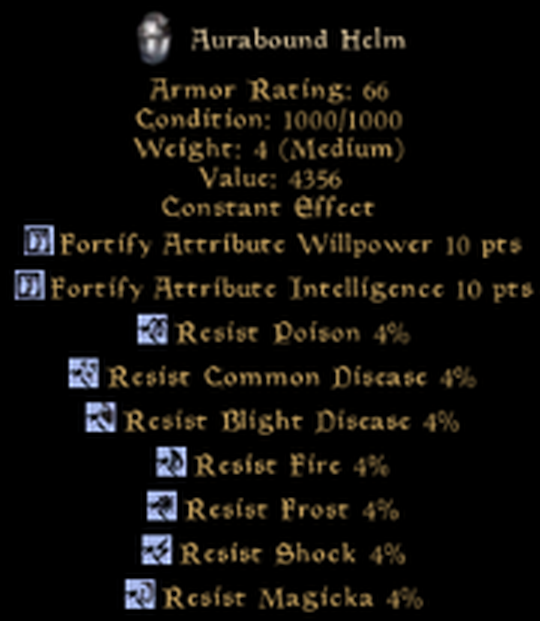 Aurabound Helm
Armor Rating: 66
Condition: 1000/1000
Weight: 4 (Medium)
Value: 4356
Constant Effect
Fortify Attribute Willpower 10 pts
Fortify Attribute Intelligence 10 pts
Resist Poison 4%
Resist Common Disease 4%
Resist Blight Disease 4%
Resist Fire 4%
Resist Frost 4%
Resist Shock 4%
Resist Magicka 4%